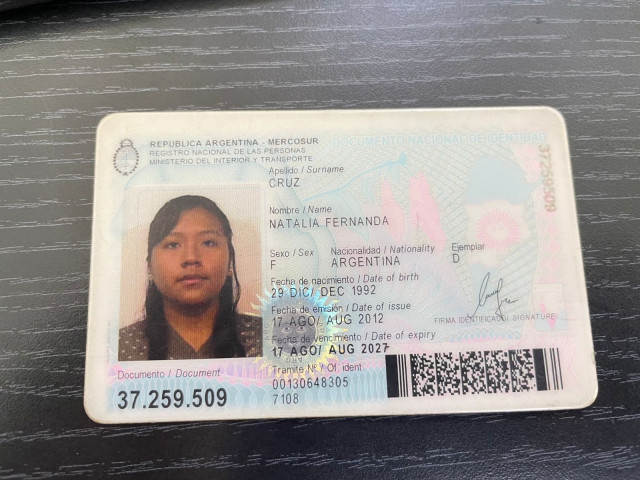 REPUBLICA ARGENTINA - MERCOSUR
REGISTRO NACIONAL DE LAS PERSONAS
MINISTERIO DEL INTERIOR Y TRANSPORTE
DOCUMENTO NACIONAL DE IDENTIDAD
Apellido / Surname
CRUZ
Nombre / Name
NATALIA FERNANDA
Sexo / Sex Nacionalidad / Nationality Ejemplar
F ARGENTINA D
Fecha de nacimiento / Date of birth
29 DIC/ DEC 1992
Fecha de emisión / Date of issue
17 AGO/ AUG 2012
FIRMA IDENTIFICADO/ SIGNATURE
Fecha de vencimiento / Date of expiry
17 AGO/ AUG 2027
Documento / Document
37.259.509
Tramite Nº / Of. ident
00130648305
7108
37259509